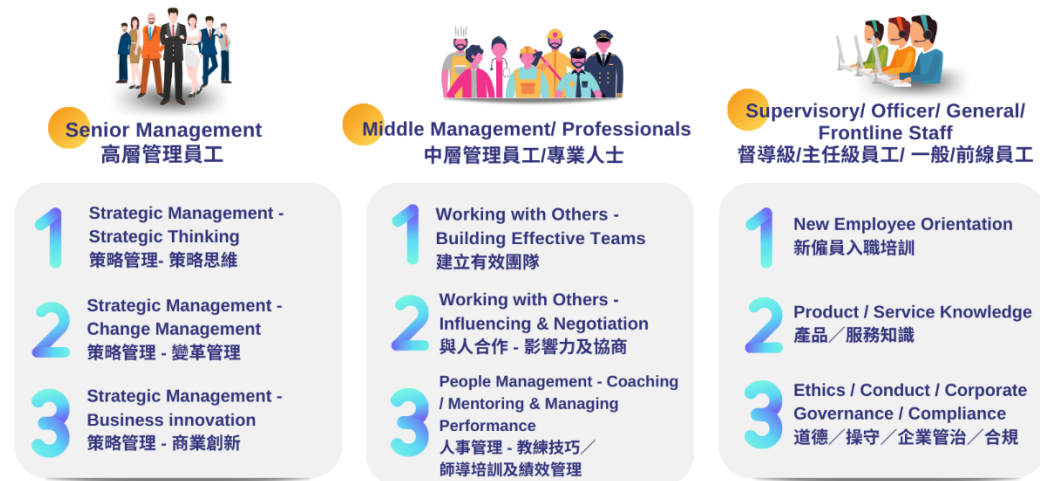 Senior Management
高層管理員工
1
Strategic Management -
Strategic Thinking
策略管理- 策略思維
2
Strategic Management -
Change Management
策略管理 - 變革管理
3
Strategic Management -
Business innovation
策略管理 - 商業創新
Middle Management/ Professionals
中層管理員工/專業人士
1
Working with Others -
Building Effective Teams
建立有效團隊
2
Working with Others -
Influencing & Negotiation
與人合作 - 影響力及協商
3
People Management - Coaching
/ Mentoring & Managing
Performance
人事管理 - 教練技巧／
師導培訓及績效管理
Supervisory/ Officer/ General/
Frontline Staff
督導級/主任級員工/ 一般/前線員工
1
New Employee Orientation
新僱員入職培訓
2
Product / Service Knowledge
產品／服務知識
3
Ethics / Conduct / Corporate
Governance / Compliance
道德／操守／企業管治／合規